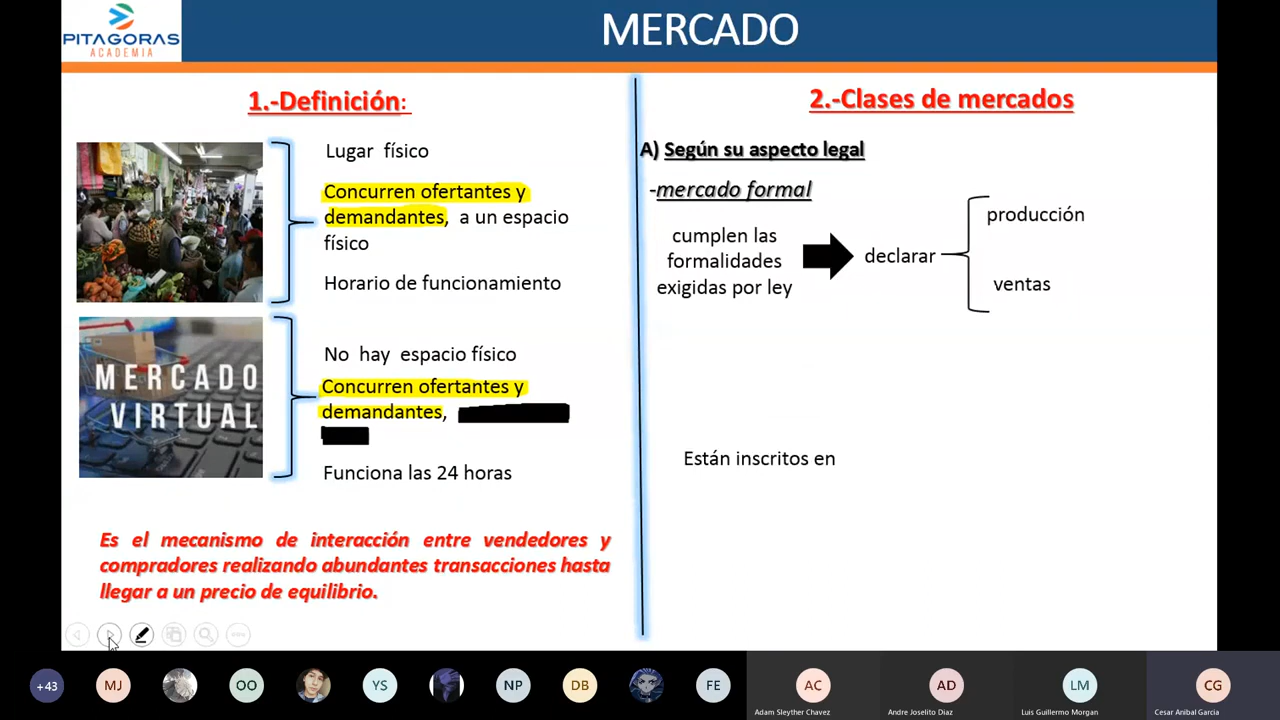 PITAGORAS
ACADEMIA
MERCADO
1.-Definición:
Lugar físico
Concurren ofertantes y
demandantes, a un espacio
físico
Horario de funcionamiento
MERCADO
VIRTUAL
No hay espacio físico
Concurren ofertantes y
demandantes,
Funciona las 24 horas
Es el mecanismo de interacción entre vendedores y
compradores realizando abundantes transacciones hasta
llegar a un precio de equilibrio.
2.-Clases de mercados
A) Según su aspecto legal
-mercado formal
cumplen las
formalidades
exigidas por ley
declarar
producción
ventas
Están inscritos en
+43
MJ
OO
YS
NP
DB
FE
AC
AD
LM
CG
Adam Sleyther Chavez
Andre Joselito Diaz
Luis Guillermo Morgan
Cesar Anibal Garcia